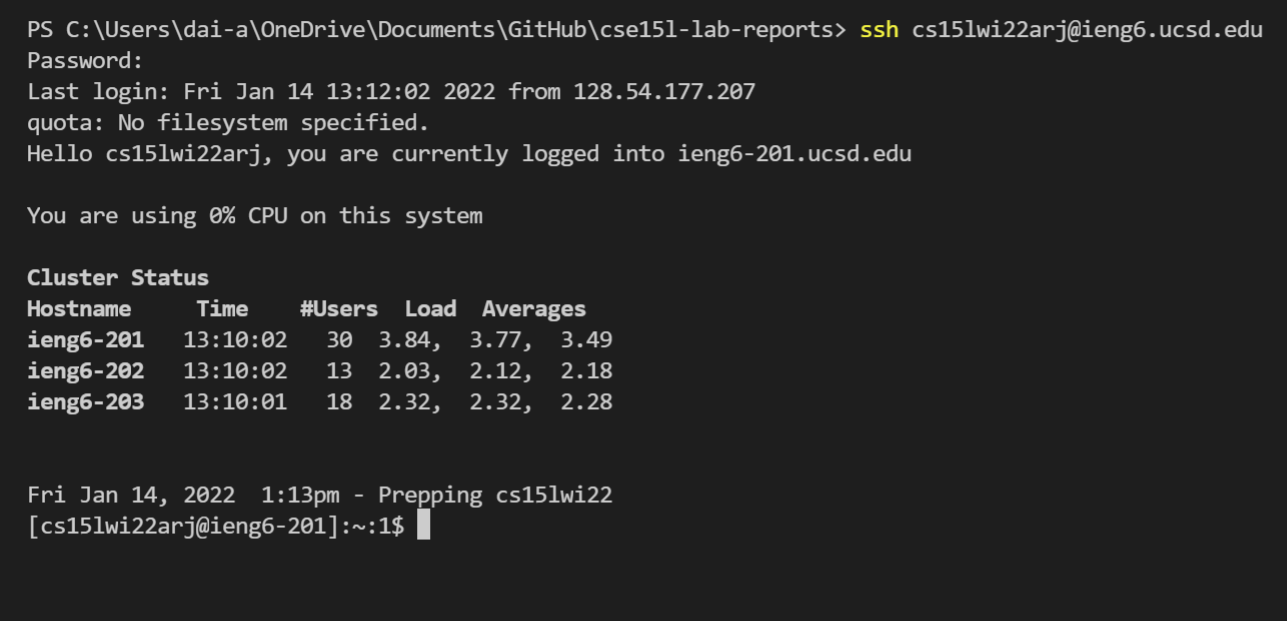 PS C:\Users\dai-a\OneDrive\Documents\GitHub\cse15l-lab-reports> ssh cs15lwi22arj@ieng6.ucsd.edu
Password:
Last login: Fri Jan 14 13:12:02 2022 from 128.54.177.207
quota: No filesystem specified.
Hello cs15lwi22arj, you are currently logged into ieng6-201.ucsd.edu
You are using 0% CPU on this system
Cluster Status
Hostname     Time    #Users  Load  Averages
ieng6-201   13:10:02   30  3.84,  3.77,  3.49
ieng6-202   13:10:02   13  2.03,  2.12,  2.18
ieng6-203   13:10:01   18  2.32,  2.32,  2.28
Fri Jan 14, 2022  1:13pm - Prepping cs15lwi22
[cs15lwi22arj@ieng6-201]:~:1$